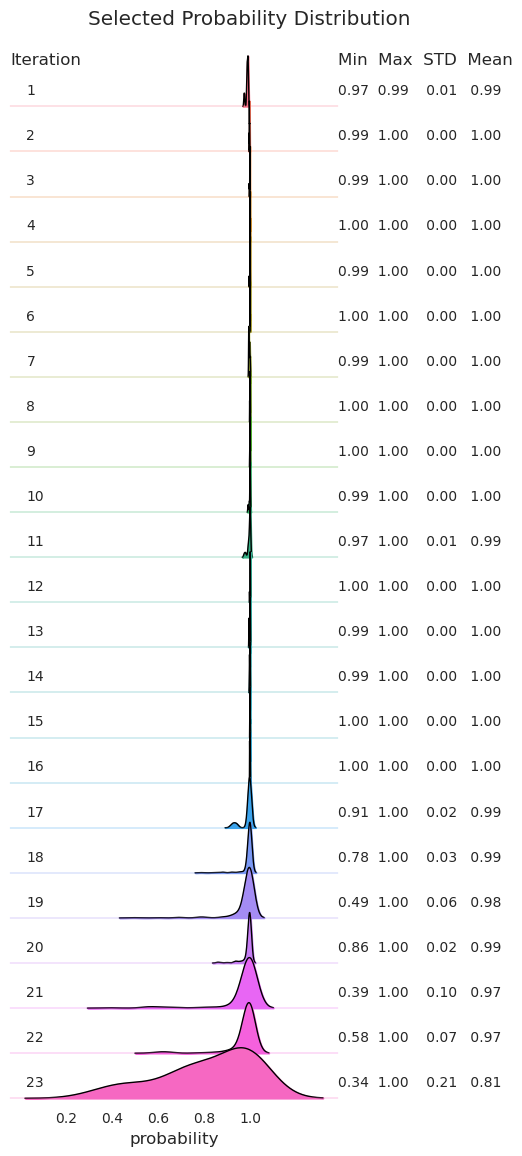 Selected Probability Distribution
Iteration Min Max STD Mean
1 0.97 0.99 0.01 0.99
2 0.99 1.00 0.00 1.00
3 0.99 1.00 0.00 1.00
4 1.00 1.00 0.00 1.00
5 0.99 1.00 0.00 1.00
6 1.00 1.00 0.00 1.00
7 0.99 1.00 0.00 1.00
8 1.00 1.00 0.00 1.00
9 1.00 1.00 0.00 1.00
10 0.99 1.00 0.00 1.00
11 0.97 1.00 0.01 0.99
12 1.00 1.00 0.00 1.00
13 0.99 1.00 0.00 1.00
14 0.99 1.00 0.00 1.00
15 1.00 1.00 0.00 1.00
16 1.00 1.00 0.00 1.00
17 0.91 1.00 0.02 0.99
18 0.78 1.00 0.03 0.99
19 0.49 1.00 0.06 0.98
20 0.86 1.00 0.02 0.99
21 0.39 1.00 0.10 0.97
22 0.58 1.00 0.07 0.97
23 0.34 1.00 0.21 0.81
0.2 0.4 0.6 0.8 1.0
probability